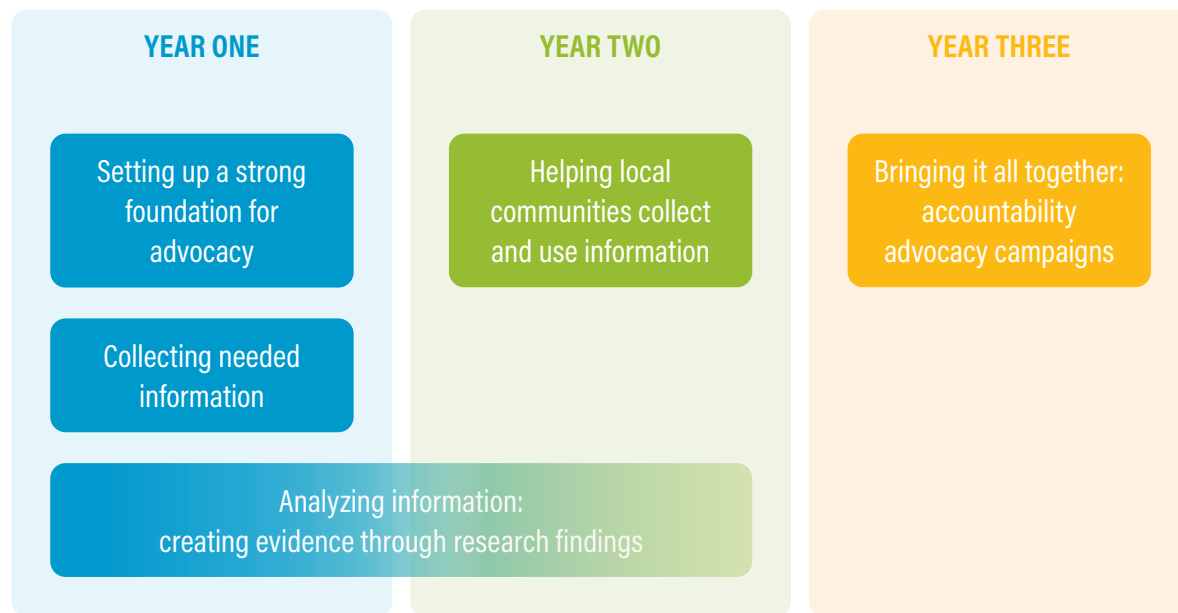 YEAR ONE
Setting up a strong
foundation for
advocacy
Collecting needed
information
YEAR TWO
Helping local
communities collect
and use information
Analyzing information:
creating evidence through research findings
YEAR THREE
Bringing it all together:
accountability
advocacy campaigns